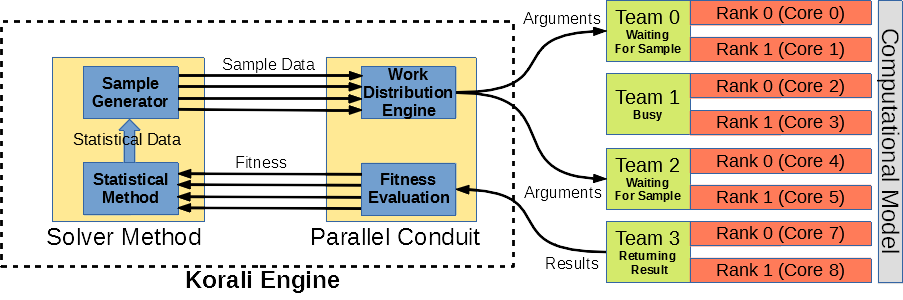 Sample
Generator
Statistical Data
Statistical
Method
Solver Method
Sample Data
Fitness
Work
Distribution
Engine
Fitness
Evaluation
Parallel Conduit
Korali Engine
Arguments
Arguments
Results
Team 0
Waiting
For Sample
Rank 0 (Core 0)
Rank 1 (Core 1)
Team 1
Busy
Rank 0 (Core 2)
Rank 1 (Core 3)
Team 2
Waiting
For Sample
Rank 0 (Core 4)
Rank 1 (Core 5)
Team 3
Returning
Result
Rank 0 (Core 7)
Rank 1 (Core 8)
Computational Model